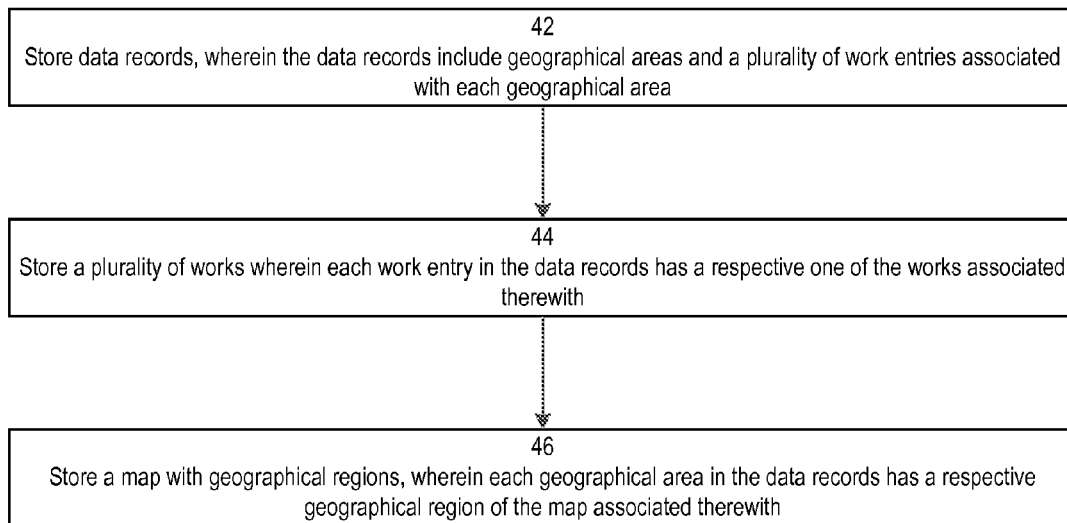 42
Store data records, wherein the data records include geographical areas and a plurality of work entries associated
with each geographical area
44
Store a plurality of works wherein each work entry in the data records has a respective one of the works associated
therewith
46
Store a map with geographical regions, wherein each geographical area in the data records has a respective
geographical region of the map associated therewith